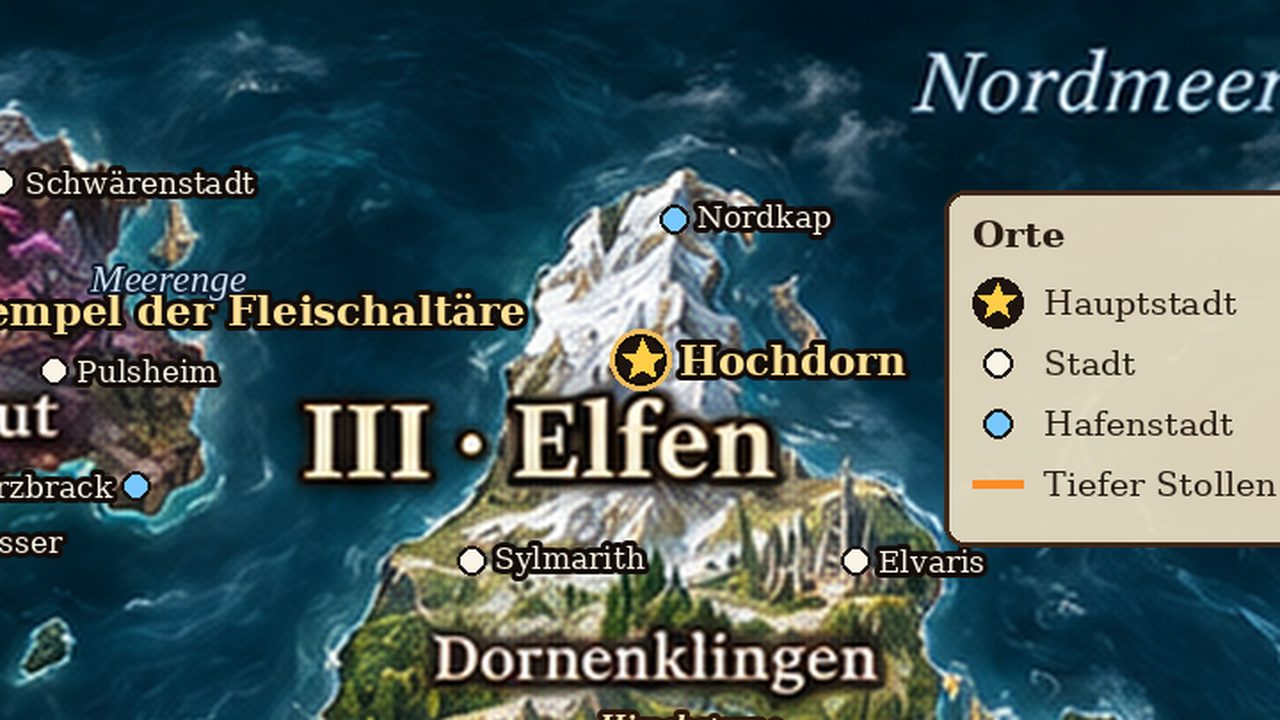 Nordmeer
Schwärenstadt
Nordkap
Orte
Meerenge
empel der Fleischaltäre
Hauptstadt
Hochdorn
Stadt
Pulsheim
ut
III · Elfen
Hafenstadt
rzbrack
Tiefer Stollen
sser
Sylmarith
Elvaris
Dornenklingen